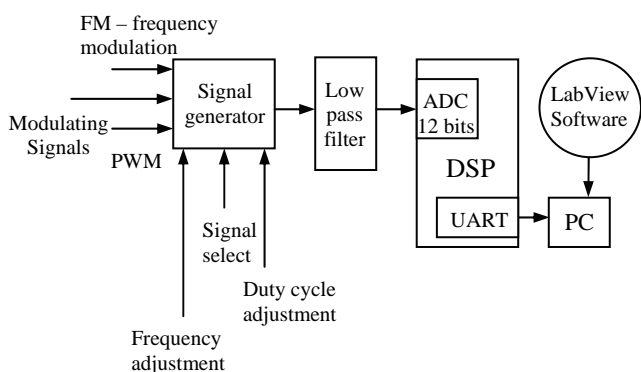 FM – frequency
modulation
Modulating
Signals
PWM
Signal
generator
Low
pass
filter
ADC
12 bits
DSP
UART
LabView
Software
PC
Signal
select
Duty cycle
adjustment
Frequency
adjustment